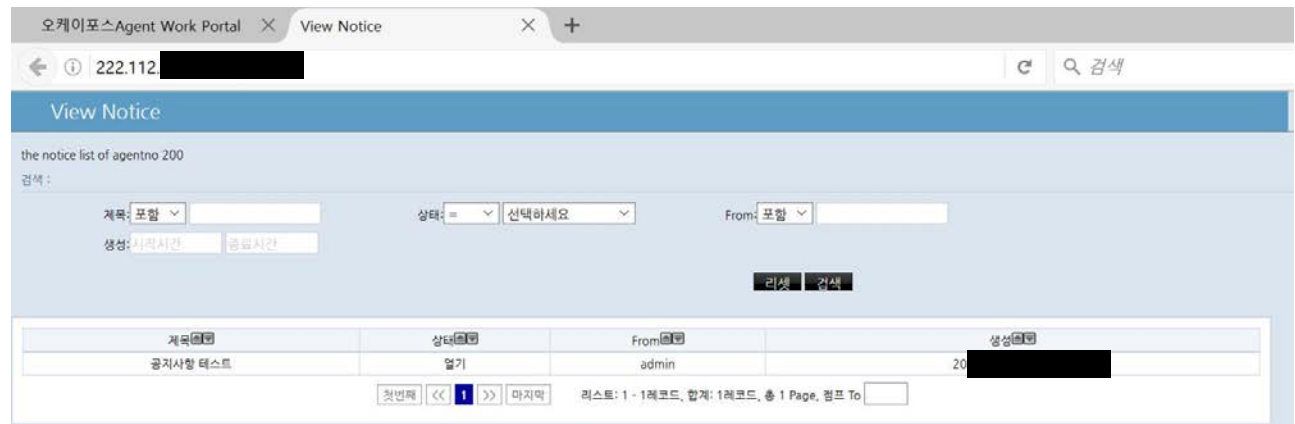 오케이포스Agent Work Portal View Notice
222.112. 검색
View Notice
the notice list of agentno 200
검색 :
제목: 포함 상태: = 선택하세요 From: 포함
생성: 시작시간 종료시간
리셋 검색
제목 상태 From 생성
공지사항 테스트 열기 admin 20
첫번째 << 1 >> 마지막 리스트: 1 - 1레코드, 합계: 1레코드, 총 1 Page, 점프 To